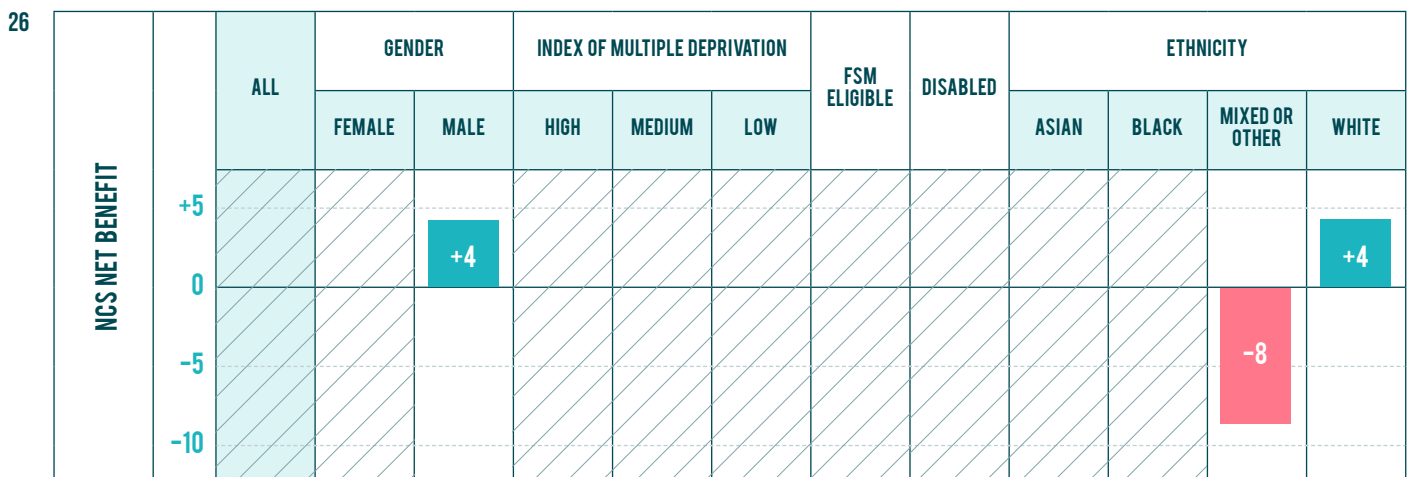 26
GENDER
INDEX OF MULTIPLE DEPRIVATION
ETHNICITY
ALL
FSM
ELIGIBLE
DISABLED
FEMALE
MALE
HIGH
MEDIUM
LOW
ASIAN
BLACK
MIXED OR
OTHER
WHITE
NCS NET BENEFIT
+5
0
−5
−10
+4
−8
+4